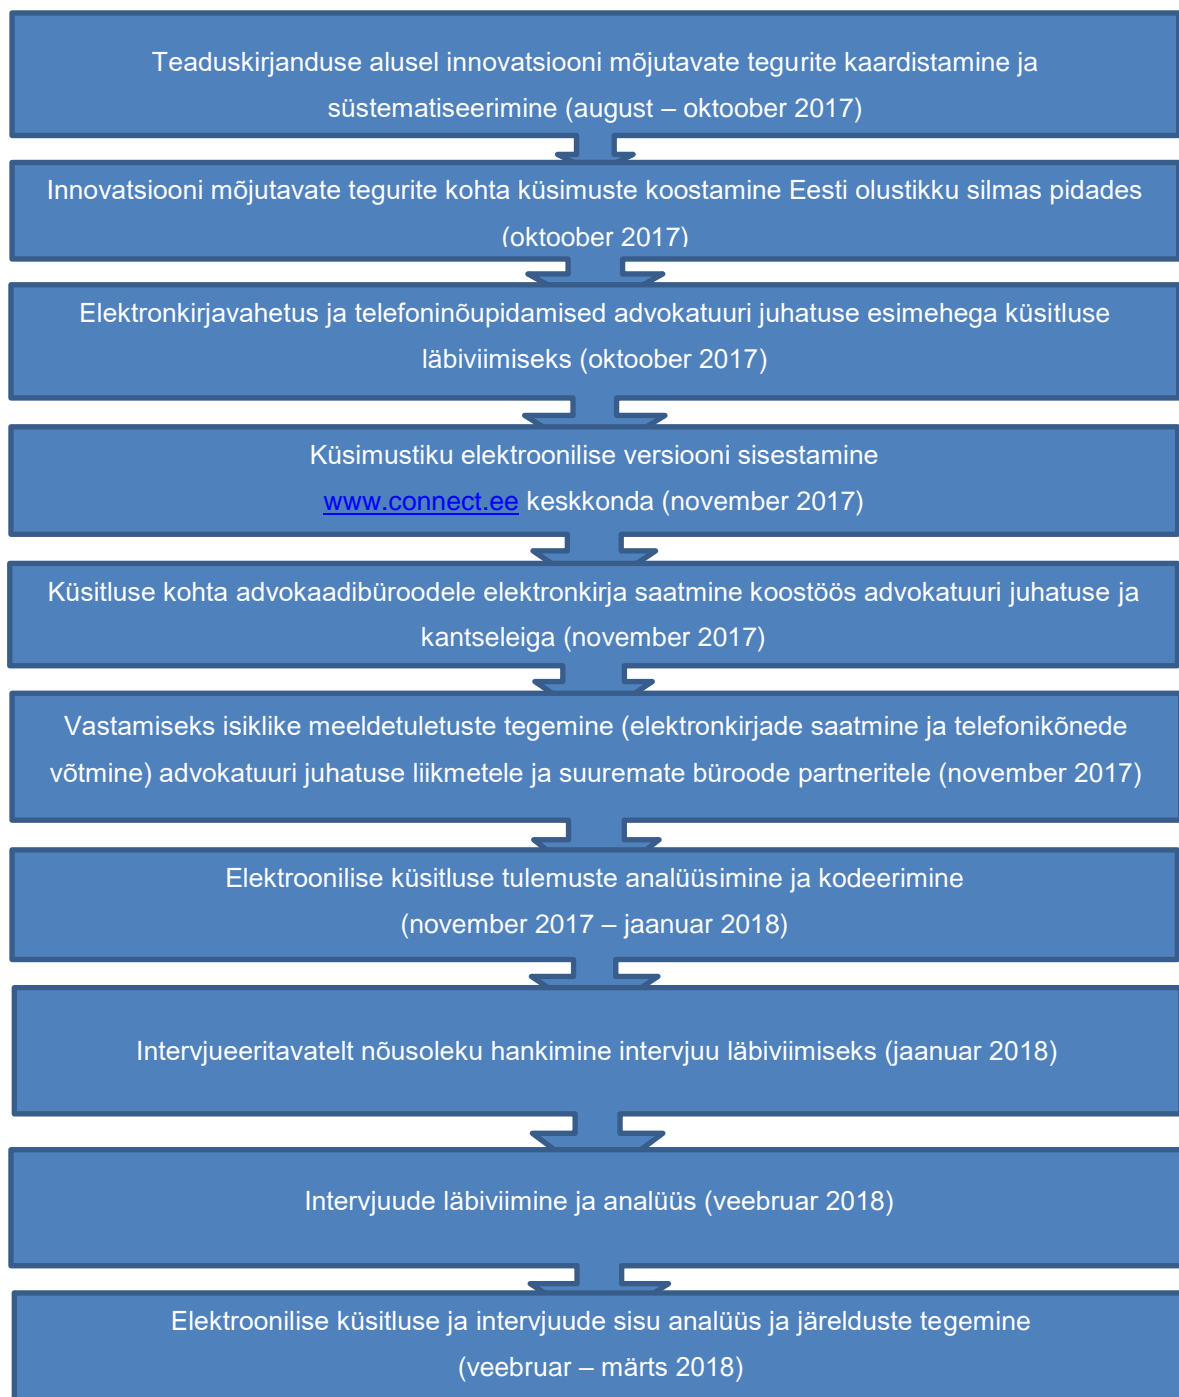 Teaduskirjanduse alusel innovatsiooni mõjutavate tegurite kaardistamine ja
süstematiseerimine (august – oktoober 2017)
Innovatsiooni mõjutavate tegurite kohta küsimuste koostamine Eesti olustikku silmas pidades
(oktoober 2017)
Elektronkirjavahetus ja telefoninõupidamised advokatuuri juhatuse esimehega küsitluse
läbiviimiseks (oktoober 2017)
Küsimustiku elektroonilise versiooni sisestamine
www.connect.ee keskkonda (november 2017)
Küsitluse kohta advokaadibüroodele elektronkirja saatmine koostöös advokatuuri juhatuse ja
kantseleiga (november 2017)
Vastamiseks isiklike meeldetuletuste tegemine (elektronkirjade saatmine ja telefonikõnede
võtmine) advokatuuri juhatuse liikmetele ja suuremate büroode partneritele (november 2017)
Elektroonilise küsitluse tulemuste analüüsimine ja kodeerimine
(november 2017 – jaanuar 2018)
Intervjueeritavatelt nõusoleku hankimine intervjuu läbiviimiseks (jaanuar 2018)
Intervjuude läbiviimine ja analüüs (veebruar 2018)
Elektroonilise küsitluse ja intervjuude sisu analüüs ja järelduste tegemine
(veebruar – märts 2018)